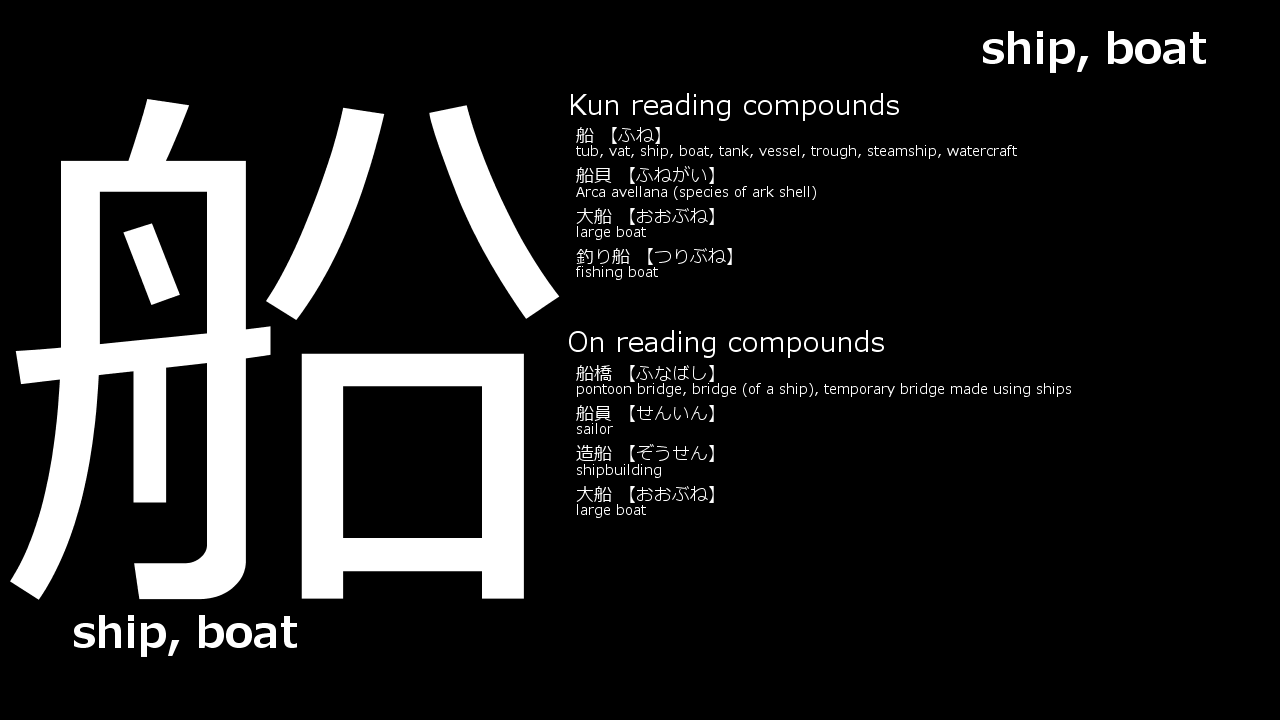 ship, boat
船
Kun reading compounds
船 【ふね】
tub, vat, ship, boat, tank, vessel, trough, steamship, watercraft
船貝 【ふねがい】
Arca avellana (species of ark shell)
大船 【おおぶね】
large boat
釣り船 【つりぶね】
fishing boat
On reading compounds
船橋 【ふなばし】
pontoon bridge, bridge (of a ship), temporary bridge made using ships
船員 【せんいん】
sailor
造船 【ぞうせん】
shipbuilding
大船 【おおぶね】
large boat
ship, boat